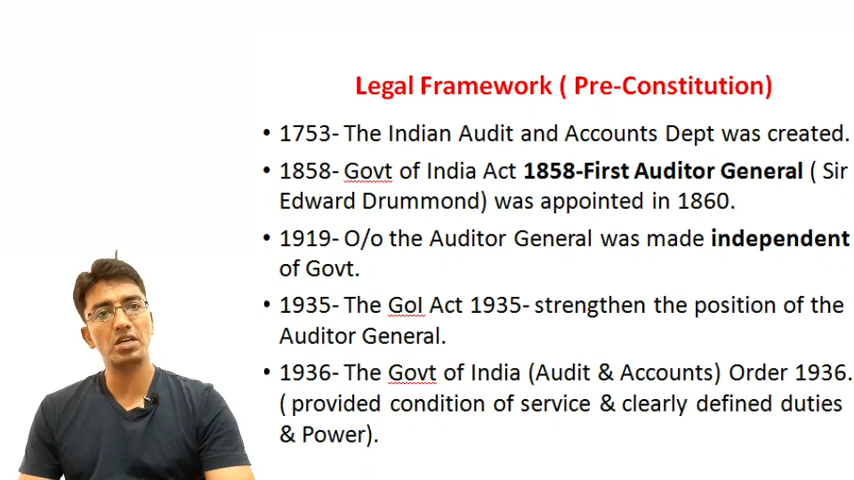 Legal Framework ( Pre-Constitution)
• 1753- The Indian Audit and Accounts Dept was created.
• 1858- Govt of India Act 1858-First Auditor General ( Sir
Edward Drummond) was appointed in 1860.
• 1919- O/o the Auditor General was made independent
of Govt.
• 1935- The GoI Act 1935- strengthen the position of the
Auditor General.
• 1936- The Govt of India (Audit & Accounts) Order 1936.
( provided condition of service & clearly defined duties
& Power).